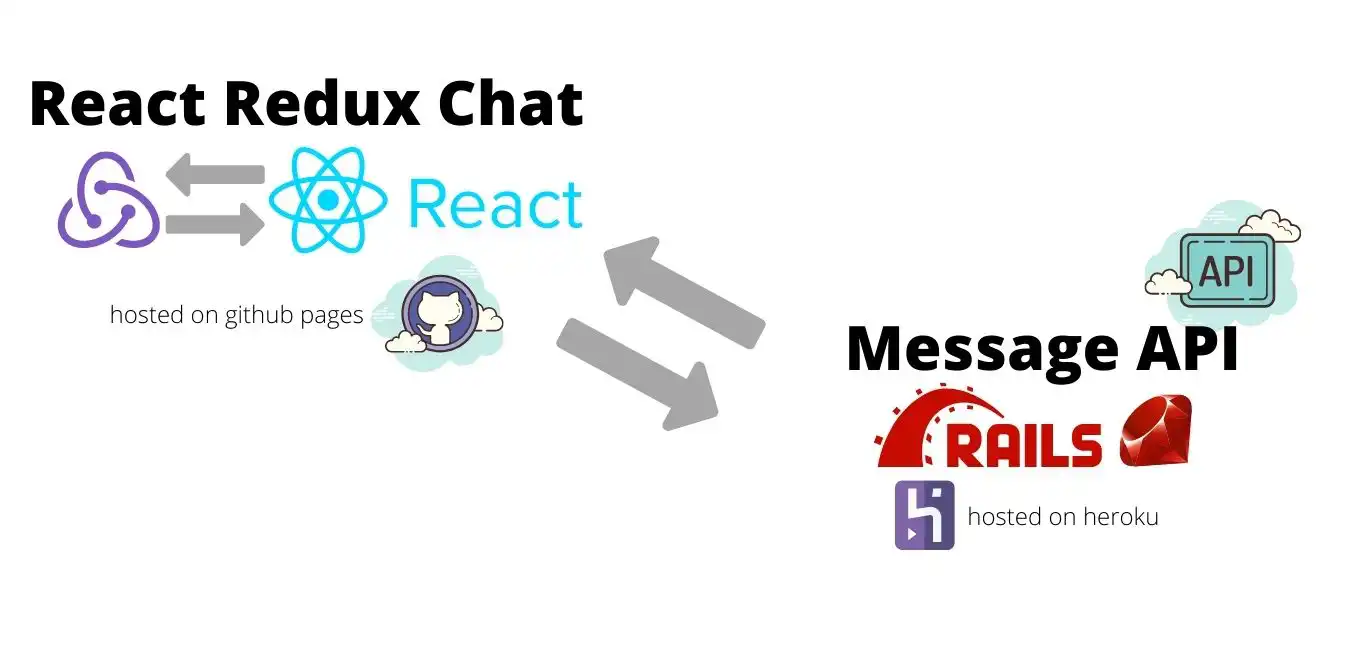 React Redux Chat
React
hosted on github pages
API
Message API
RAILS
hosted on heroku